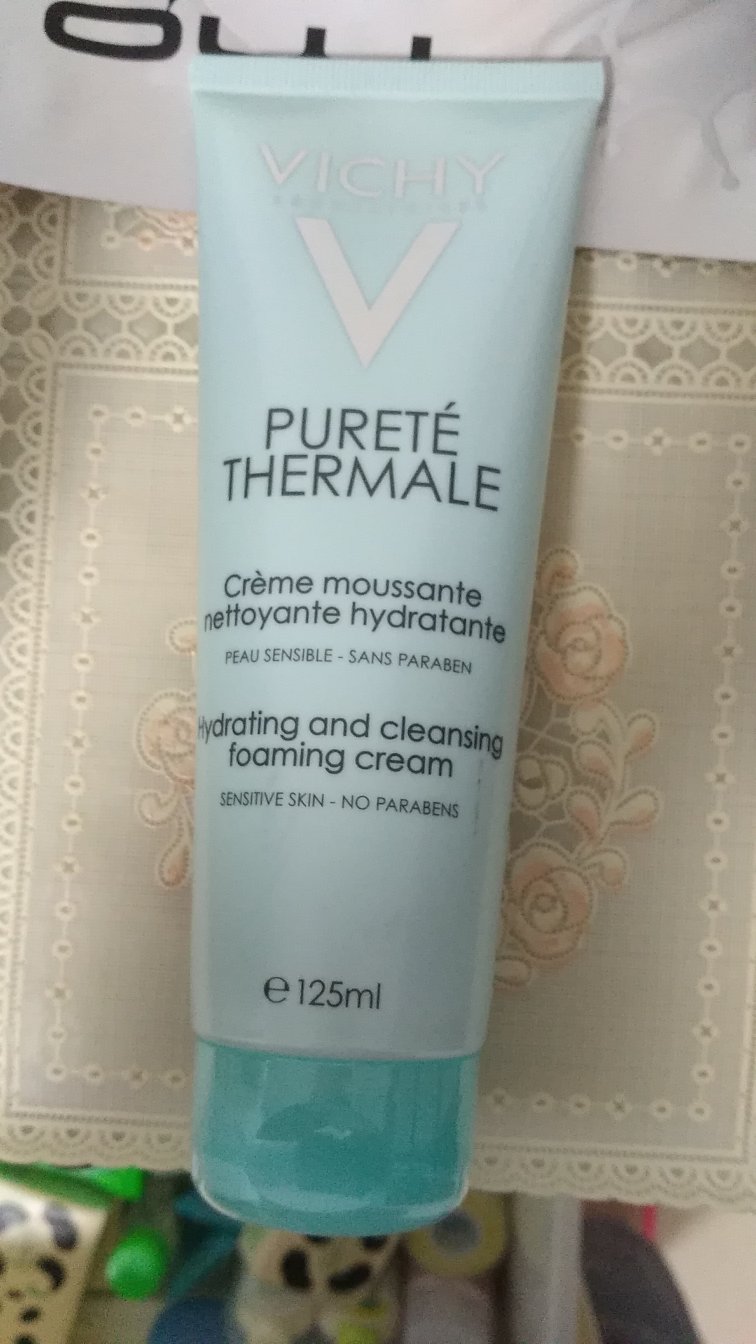 VICHY
LABORATOIRES
V
PURETÉ
THERMALE
Crème moussante
nettoyante hydratante
PEAU SENSIBLE - SANS PARABEN
Hydrating and cleansing
foaming cream
SENSITIVE SKIN - NO PARABENS
℮125ml